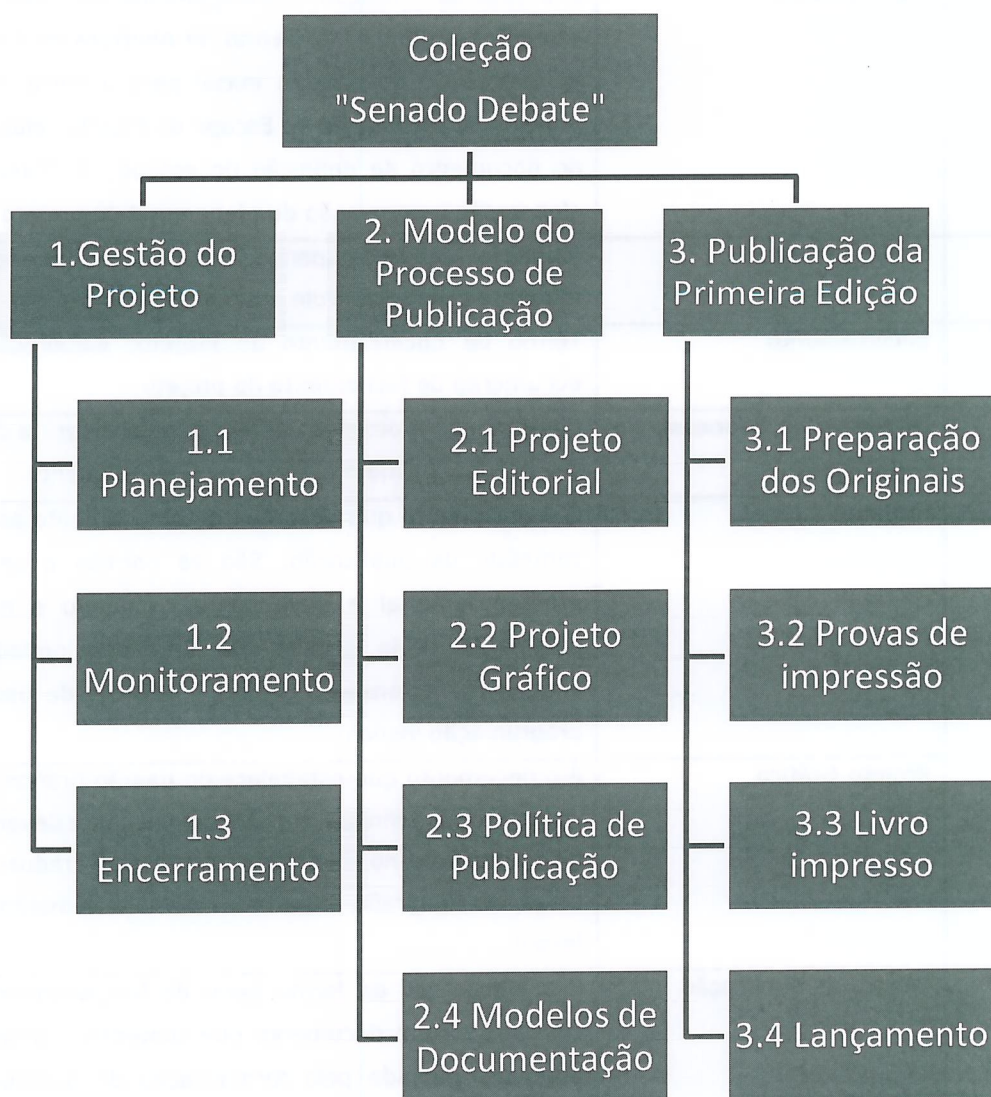 Coleção
"Senado Debate"
1.Gestão do
Projeto
2. Modelo do
Processo de
Publicação
3. Publicação da
Primeira Edição
1.1
Planejamento
1.2
Monitoramento
1.3
Encerramento
2.1 Projeto
Editorial
2.2 Projeto
Gráfico
2.3 Política de
Publicação
2.4 Modelos de
Documentação
3.1 Preparação
dos Originais
3.2 Provas de
impressão
3.3 Livro
impresso
3.4 Lançamento